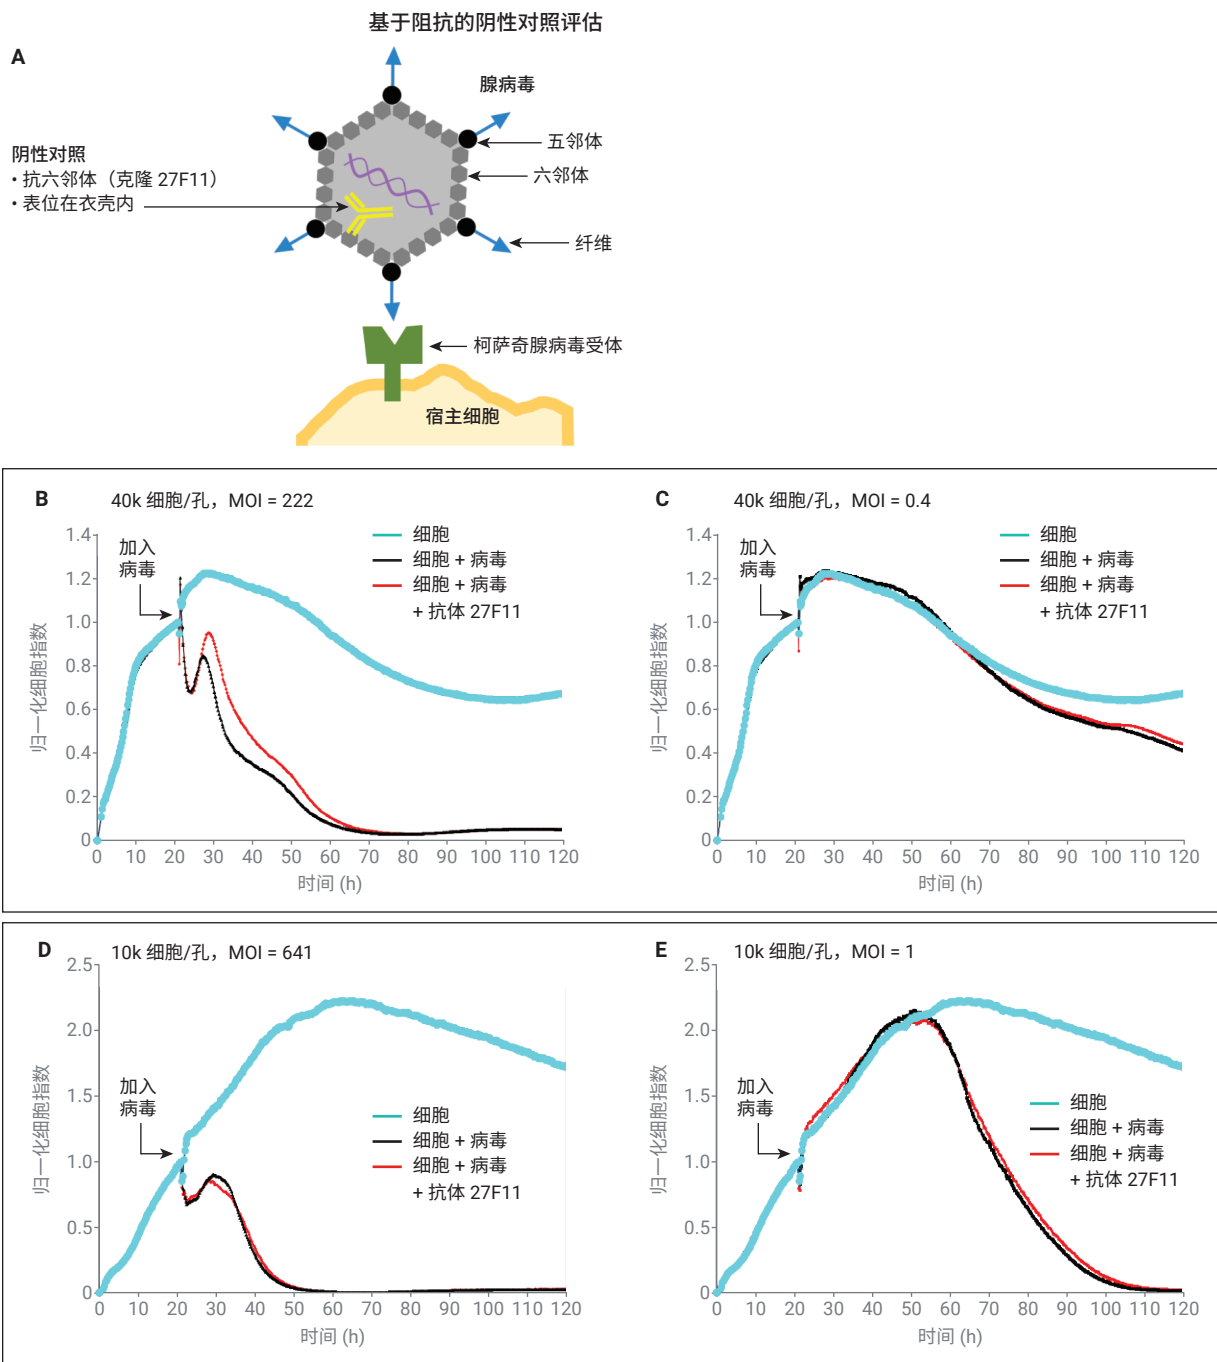 基于阻抗的阴性对照评估
A
腺病毒
五邻体
六邻体
阴性对照
• 抗六邻体（克隆 27F11）
• 表位在衣壳内
纤维
柯萨奇腺病毒受体
宿主细胞
B
40k 细胞/孔，MOI = 222
归一化细胞指数
1.4
1.2
1.0
0.8
0.6
0.4
0.2
0
加入
病毒
细胞
细胞 + 病毒
细胞 + 病毒
+ 抗体 27F11
0 10 20 30 40 50 60 70 80 90 100 110 120
时间 (h)
C
40k 细胞/孔，MOI = 0.4
归一化细胞指数
1.4
1.2
1.0
0.8
0.6
0.4
0.2
0
加入
病毒
细胞
细胞 + 病毒
细胞 + 病毒
+ 抗体 27F11
0 10 20 30 40 50 60 70 80 90 100 110 120
时间 (h)
D
10k 细胞/孔，MOI = 641
归一化细胞指数
2.5
2.0
1.5
1.0
0.5
0
加入
病毒
细胞
细胞 + 病毒
细胞 + 病毒
+ 抗体 27F11
0 10 20 30 40 50 60 70 80 90 100 110 120
时间 (h)
E
10k 细胞/孔，MOI = 1
归一化细胞指数
2.5
2.0
1.5
1.0
0.5
0
加入
病毒
细胞
细胞 + 病毒
细胞 + 病毒
+ 抗体 27F11
0 10 20 30 40 50 60 70 80 90 100 110 120
时间 (h)